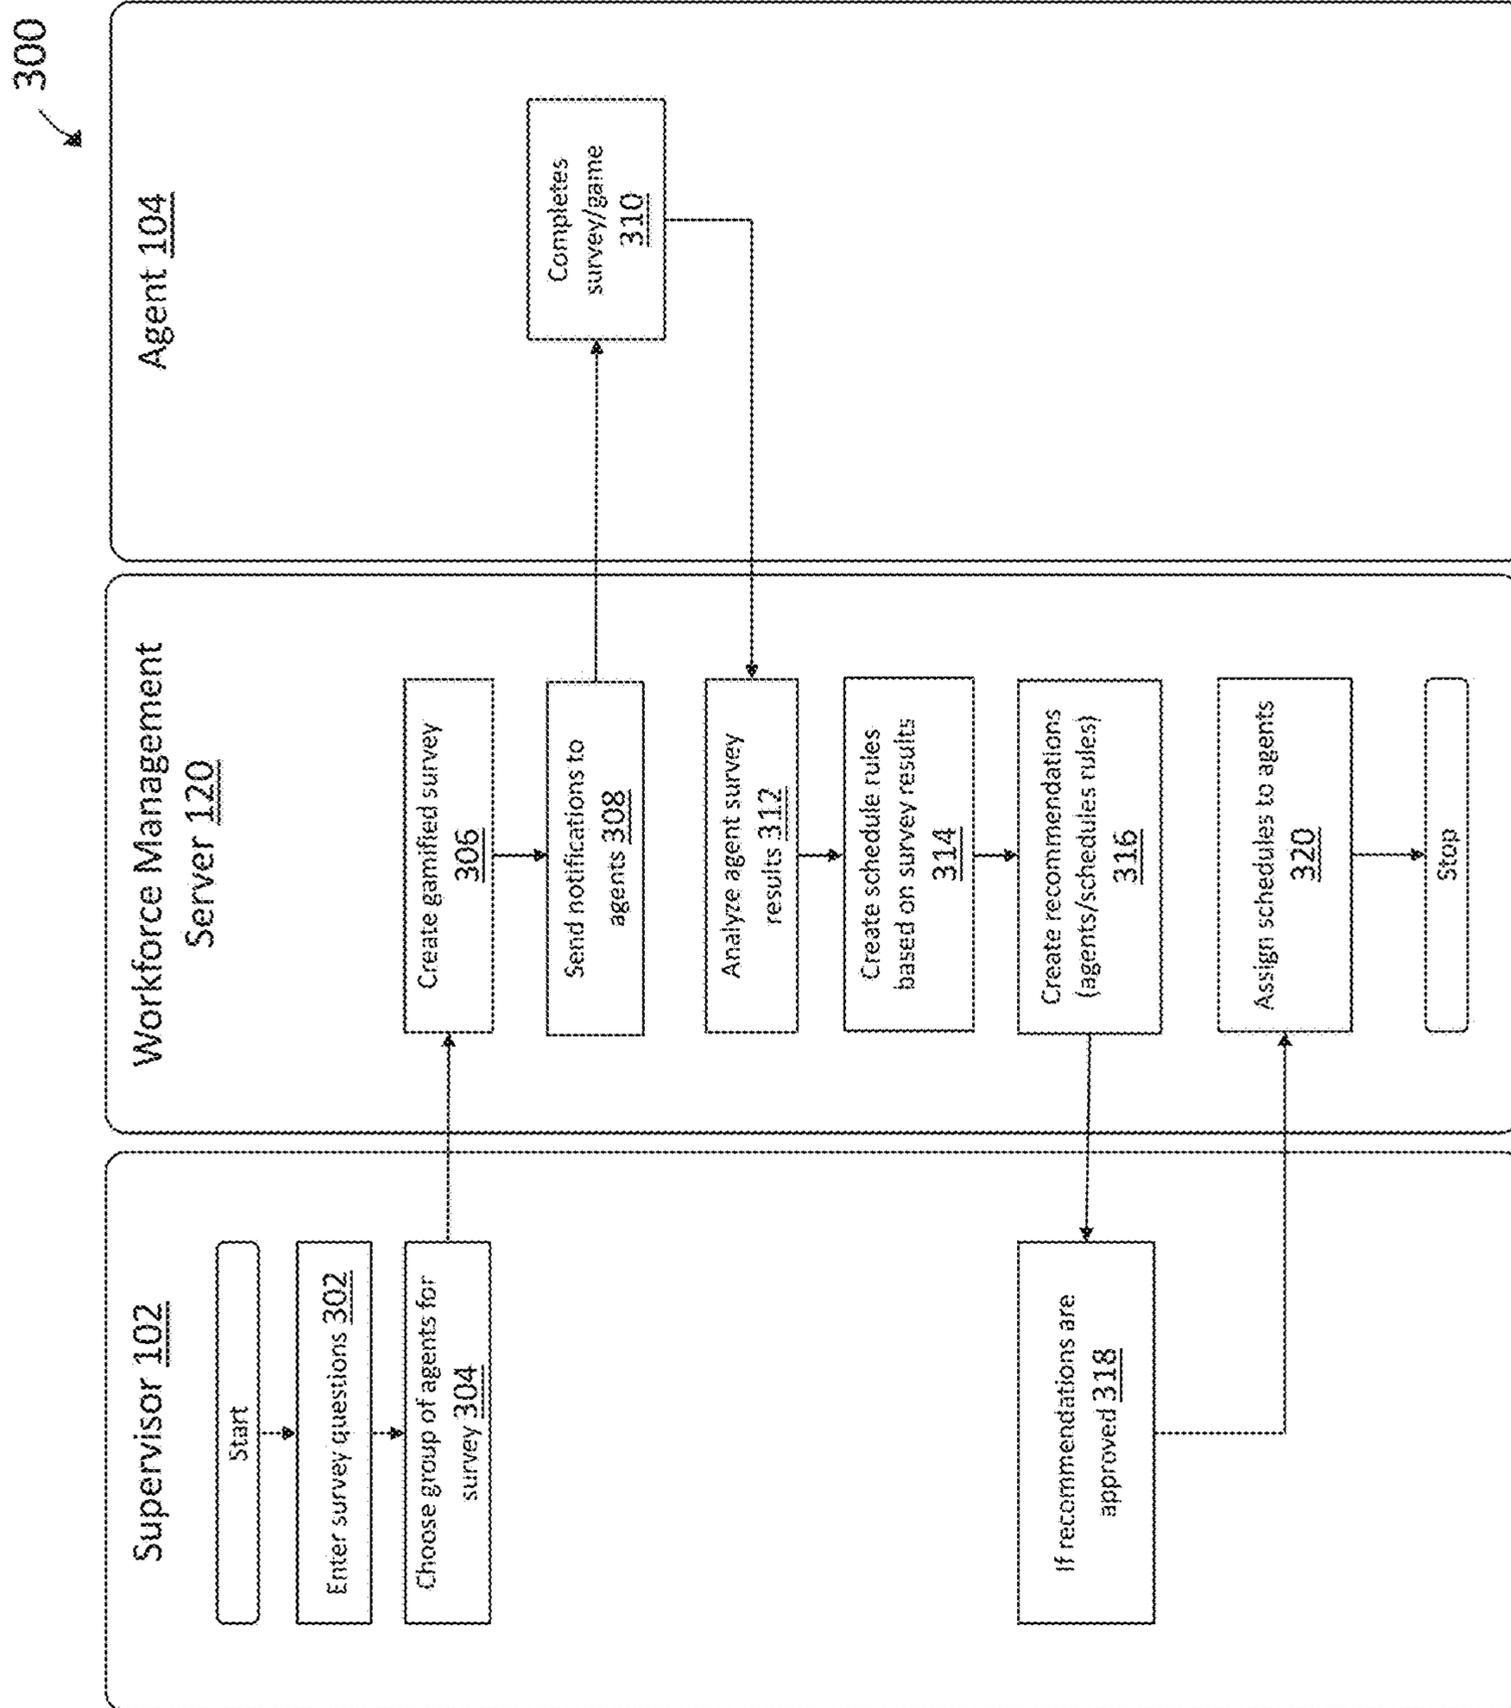 300
Supervisor 102
Start
Enter survey questions 302
Choose group of agents for
survey 304
If recommendations are
approved 318
Workforce Management
Server 120
Create gamified survey
306
Send notifications to
agents 308
Analyze agent survey
results 312
Create schedule rules
based on survey results
314
Create recommendations
(agents/schedules rules)
316
Assign schedules to agents
320
Stop
Agent 104
Completes
survey/game
310